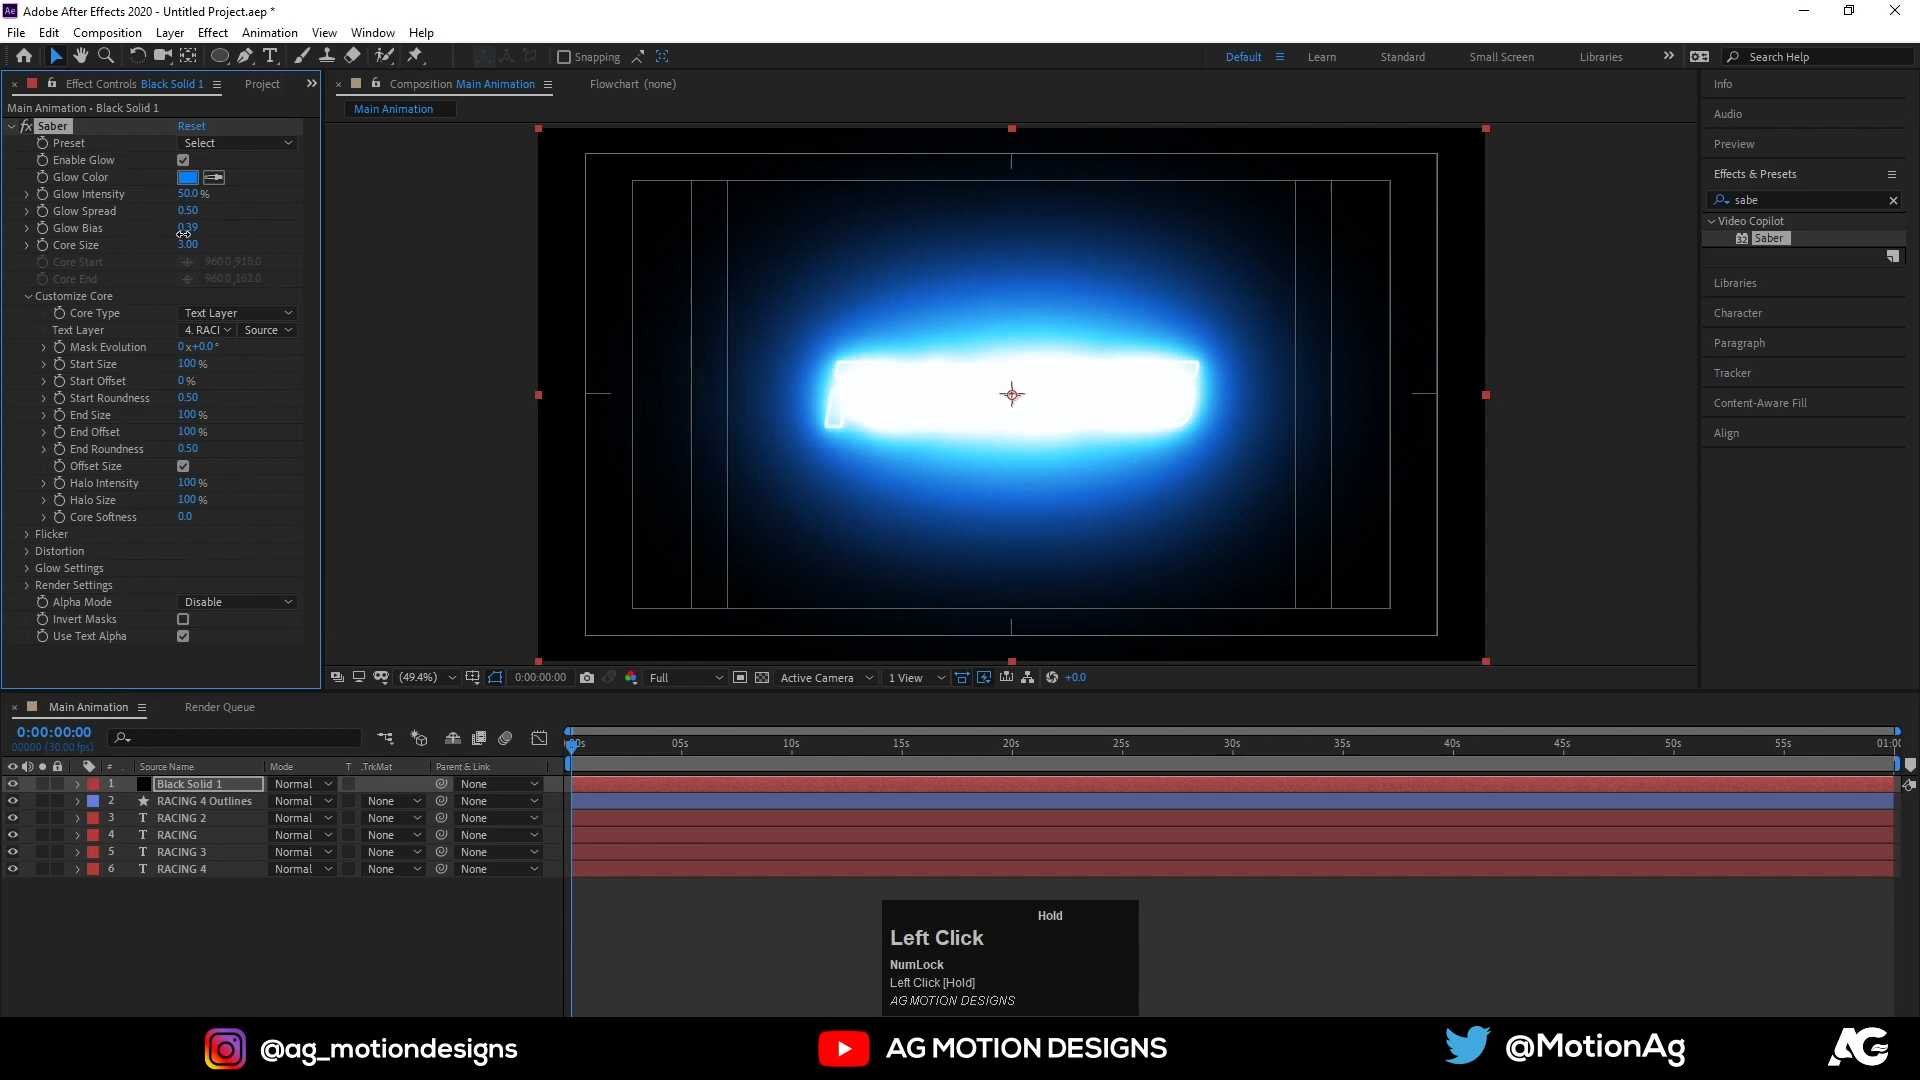 Adobe After Effects 2020 - Untitled Project.aep *
File Edit Composition Layer Effect Animation View Window Help
Snapping
Default Learn Standard Small Screen Libraries Search Help
Effect Controls Black Solid 1 Project
Composition Main Animation Flowchart (none)
Main Animation • Black Solid 1
Main Animation
fx Saber Reset
Preset Select
Enable Glow
Glow Color
Glow Intensity 50.0 %
Glow Spread 0.50
Glow Bias 0.39
Core Size 3.00
Core Start 960.0,918.0
Core End 960.0,162.0
Customize Core
Core Type Text Layer
Text Layer 4. RACI Source
Mask Evolution 0 x+0.0 °
Start Size 100 %
Start Offset 0 %
Start Roundness 0.50
End Size 100 %
End Offset 100 %
End Roundness 0.50
Offset Size
Halo Intensity 100 %
Halo Size 100 %
Core Softness 0.0
Flicker
Distortion
Glow Settings
Render Settings
Alpha Mode Disable
Invert Masks
Use Text Alpha
(49.4%) 0:00:00:00 Full Active Camera 1 View +0.0
Info
Audio
Preview
Effects & Presets
sabe
Video Copilot
32 Saber
Libraries
Character
Paragraph
Tracker
Content-Aware Fill
Align
Main Animation Render Queue
0:00:00:00
00000 (30.00 fps)
:00s 05s 10s 15s 20s 25s 30s 35s 40s 45s 50s 55s 01:00
# Source Name Mode T .TrkMat Parent & Link
1 Black Solid 1 Normal None
2 RACING 4 Outlines Normal None None
3 T RACING 2 Normal None None
4 T RACING Normal None None
5 T RACING 3 Normal None None
6 T RACING 4 Normal None None
Hold
Left Click
NumLock
Left Click [Hold]
AG MOTION DESIGNS
@ag_motiondesigns AG MOTION DESIGNS @MotionAg AG